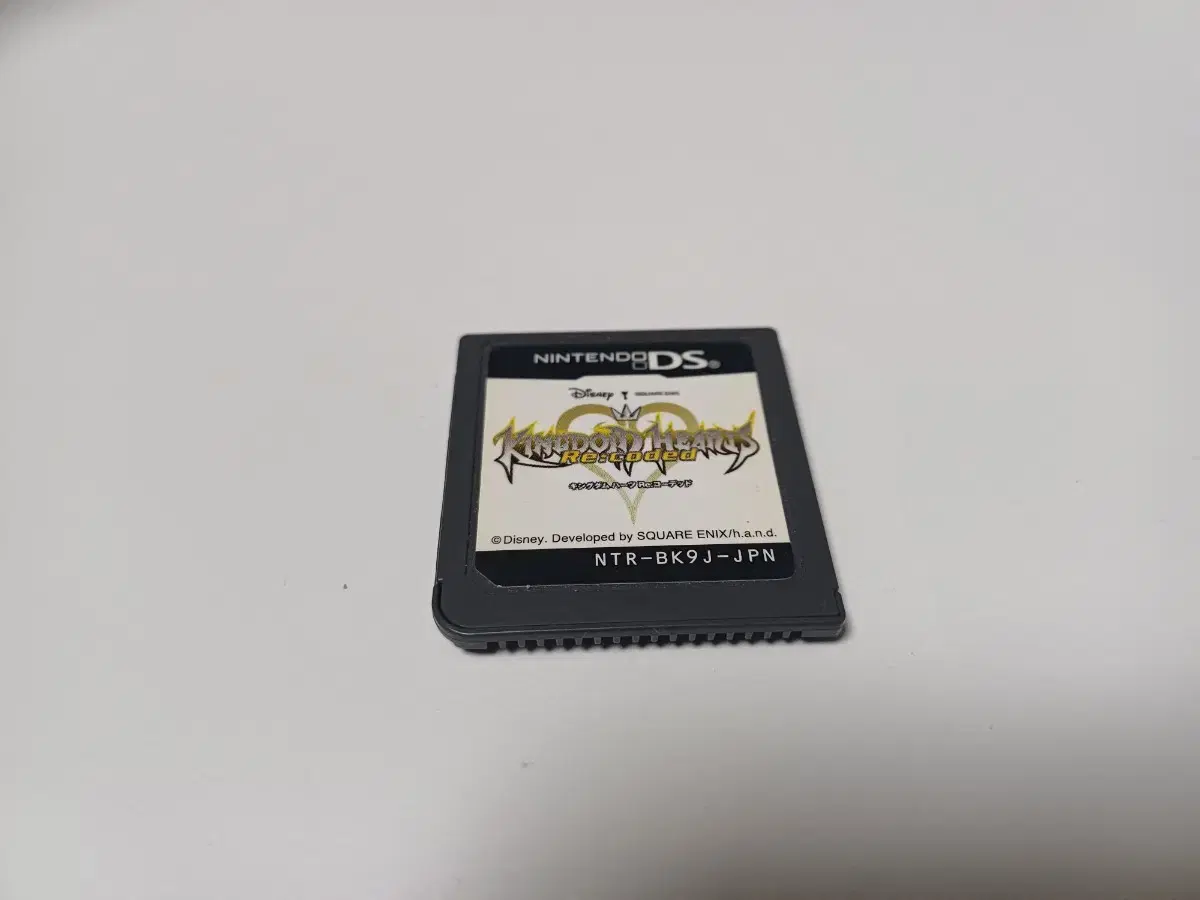 NINTENDO DS®
Disney SQUARE ENIX
KINGDOM HEARTS
Re:coded
キングダム ハーツ Re:コーデッド
©Disney. Developed by SQUARE ENIX/h.a.n.d.
NTR-BK9J-JPN